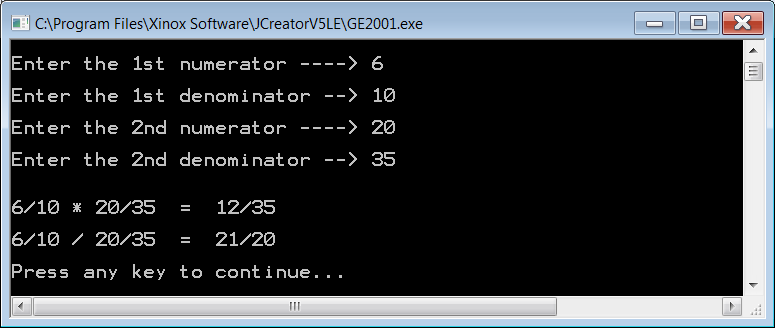 C:\Program Files\Xinox Software\JCreatorV5LE\GE2001.exe
Enter the 1st numerator ----> 6
Enter the 1st denominator --> 10
Enter the 2nd numerator ----> 20
Enter the 2nd denominator --> 35
6/10 * 20/35  =  12/35
6/10 / 20/35  =  21/20
Press any key to continue...